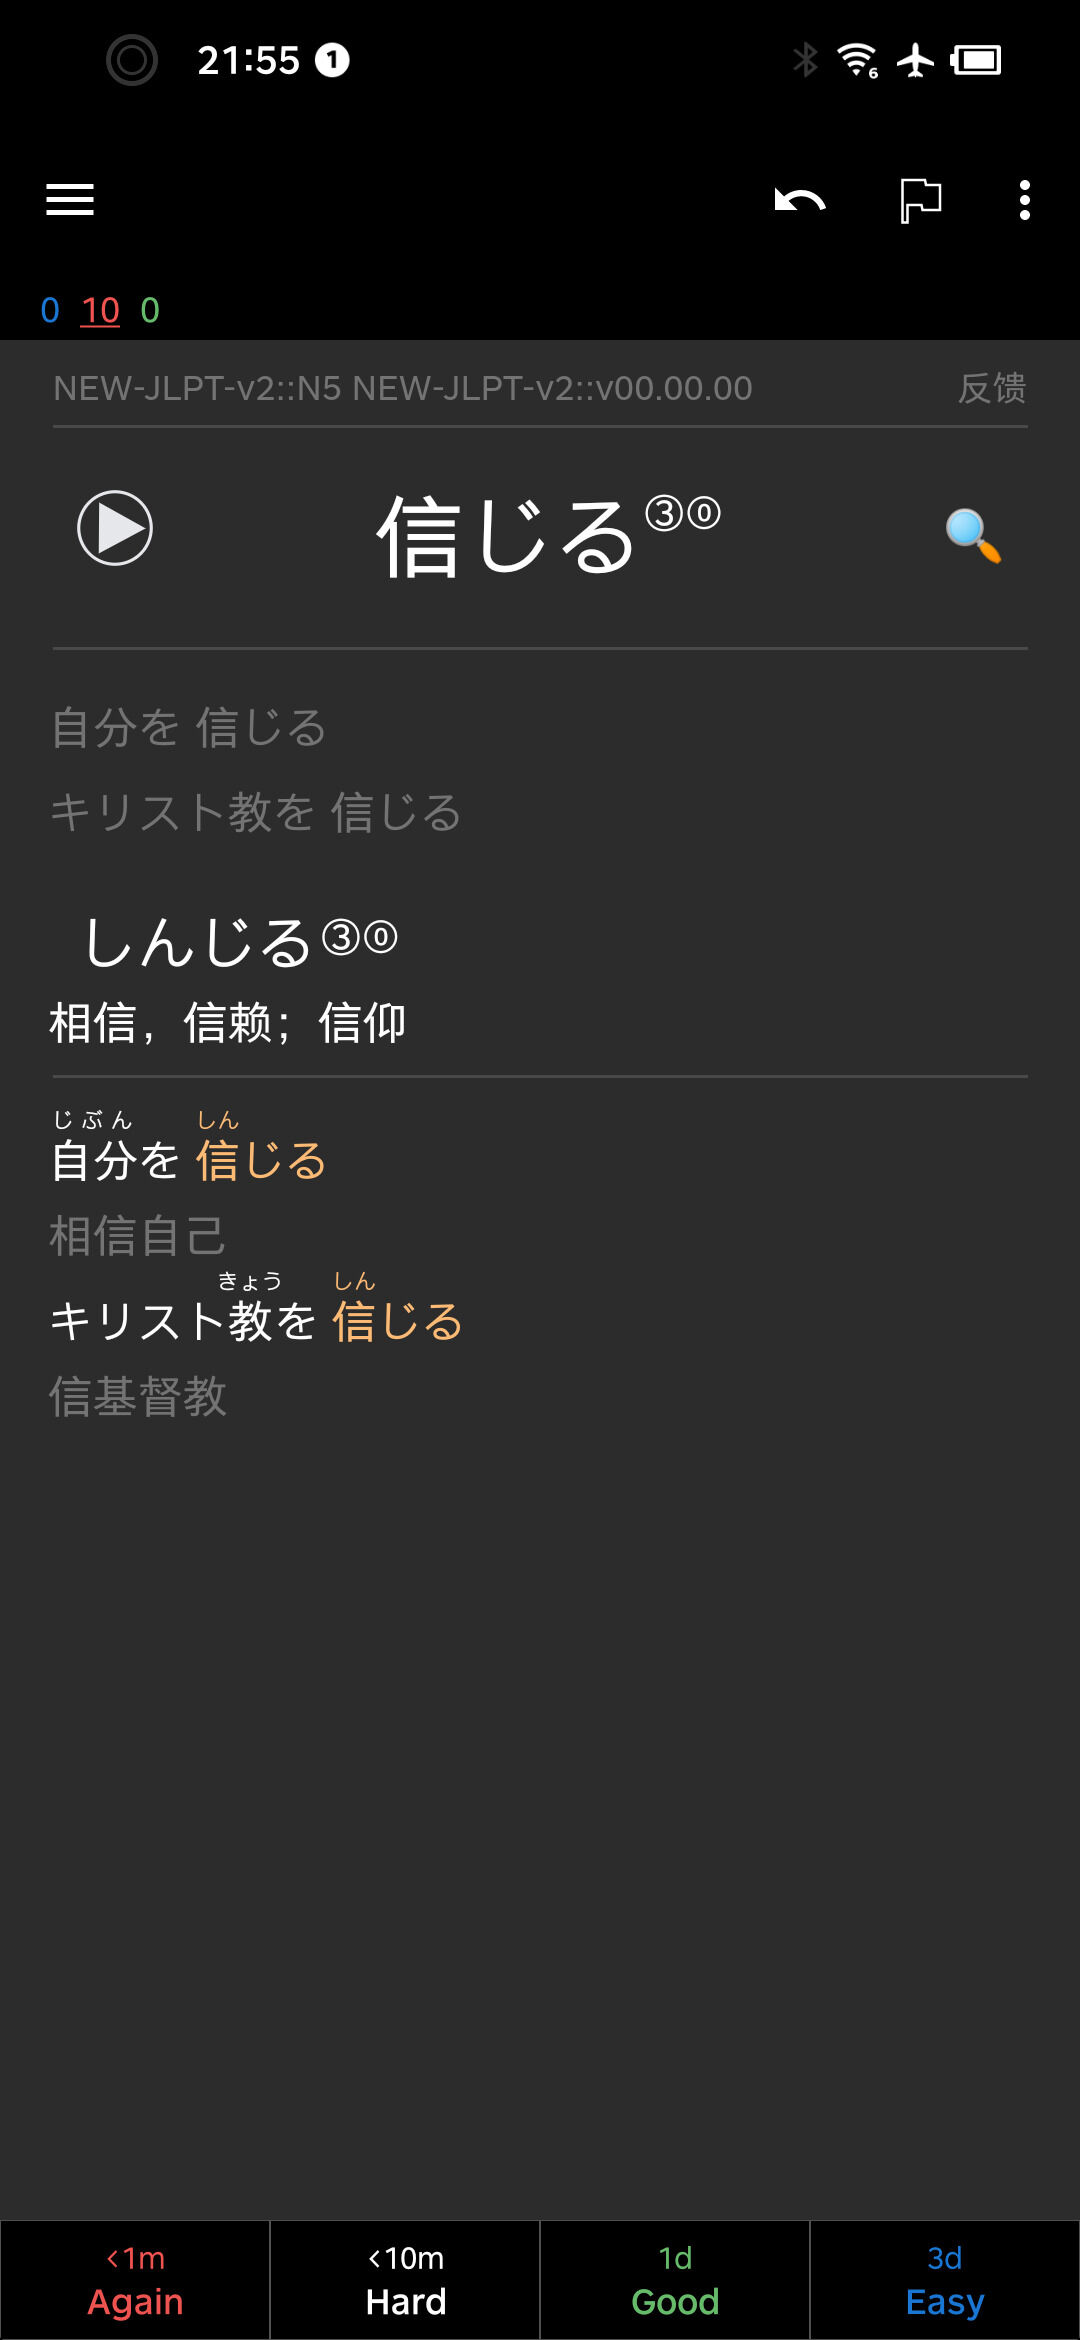 21:55 1
6
0 10 0
NEW-JLPT-v2::N5 NEW-JLPT-v2::v00.00.00 反馈
信じる③⓪
自分を 信じる
キリスト教を 信じる
しんじる③⓪
相信，信赖；信仰
じぶん しん
自分を 信じる
相信自己
きょう しん
キリスト教を 信じる
信基督教
<1m <10m 1d 3d
Again Hard Good Easy